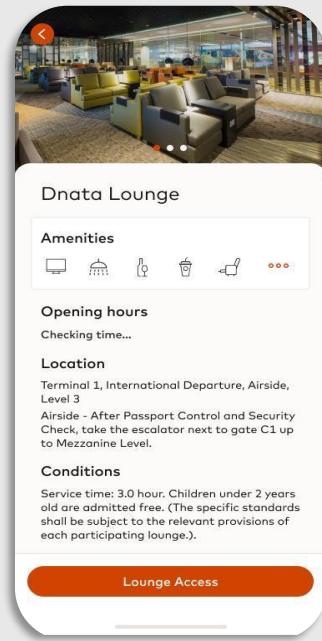 Dnata Lounge
Amenities
Opening hours
Checking time...
Location
Terminal 1, International Departure, Airside,
Level 3
Airside - After Passport Control and Security
Check, take the escalator next to gate C1 up
to Mezzanine Level.
Conditions
Service time: 3.0 hour. Children under 2 years
old are admitted free. (The specific standards
shall be subject to the relevant provisions of
each participating lounge.).
Lounge Access